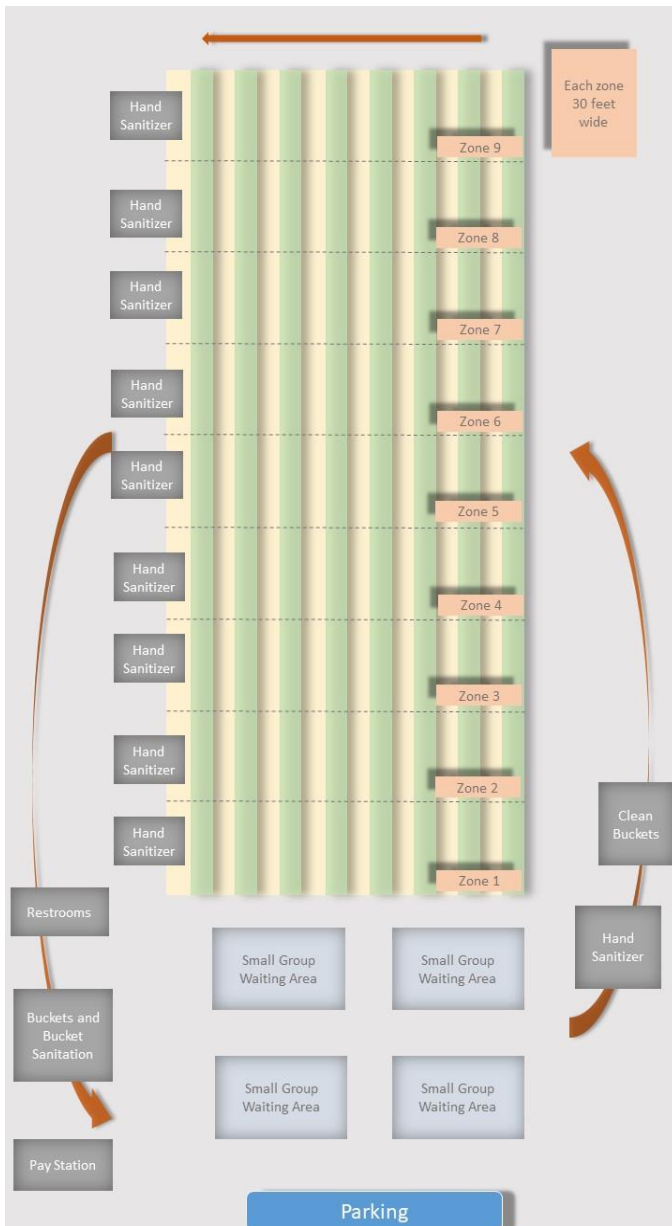 Each zone
30 feet
wide
Hand
Sanitizer
Zone 9
Hand
Sanitizer
Zone 8
Hand
Sanitizer
Zone 7
Hand
Sanitizer
Zone 6
Hand
Sanitizer
Zone 5
Hand
Sanitizer
Zone 4
Hand
Sanitizer
Zone 3
Hand
Sanitizer
Zone 2
Clean
Buckets
Hand
Sanitizer
Zone 1
Restrooms
Hand
Sanitizer
Small Group
Waiting Area
Small Group
Waiting Area
Buckets and
Bucket
Sanitation
Small Group
Waiting Area
Small Group
Waiting Area
Pay Station
Parking